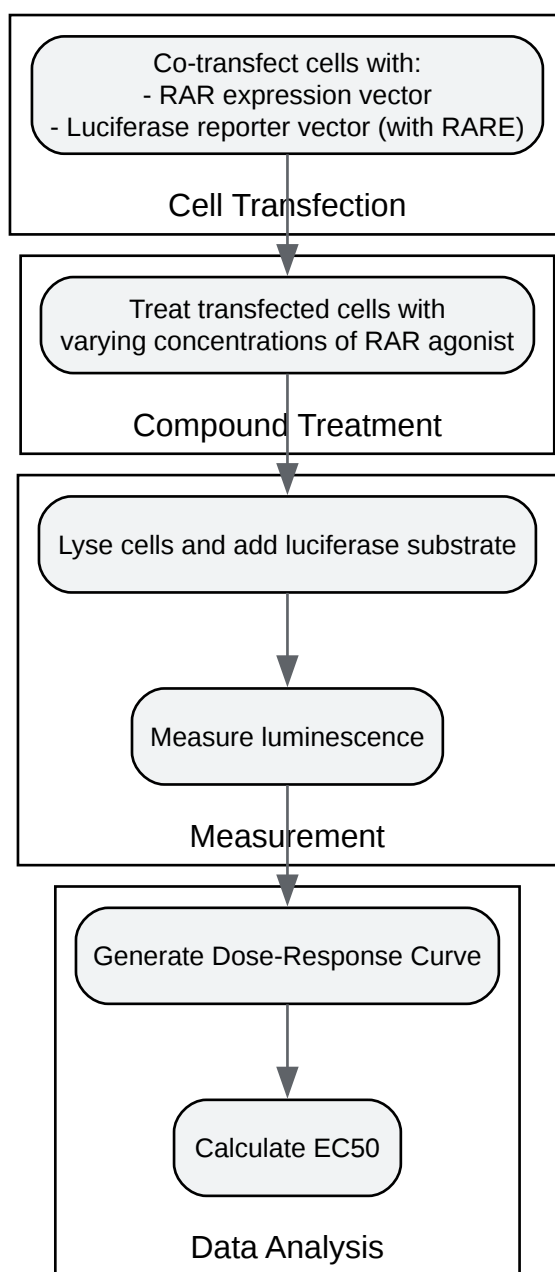 Co-transfect cells with:
- RAR expression vector
- Luciferase reporter vector (with RARE)
Cell Transfection
Treat transfected cells with
varying concentrations of RAR agonist
Compound Treatment
Lyse cells and add luciferase substrate
Measure luminescence
Measurement
Generate Dose-Response Curve
Calculate EC50
Data Analysis